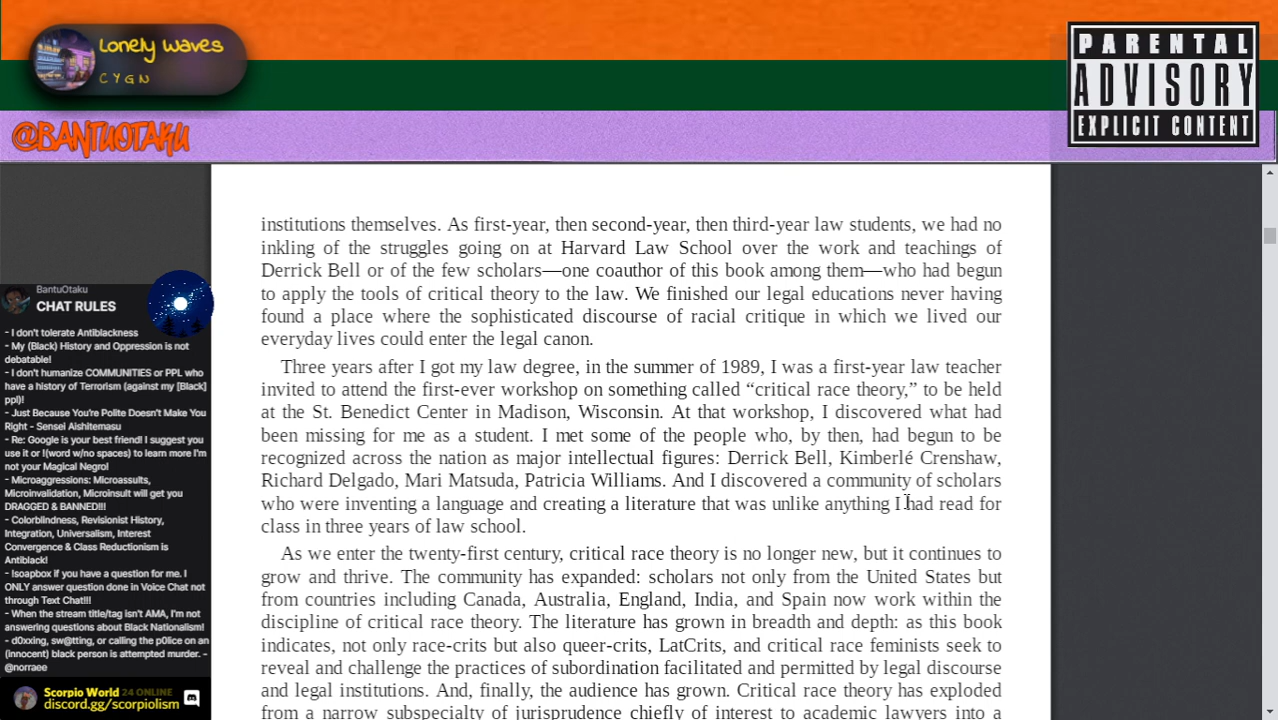 Lonely Waves
CYGN
PARENTAL
ADVISORY
EXPLICIT CONTENT
@BANTUOTAKU
institutions themselves. As first-year, then second-year, then third-year law students, we had no
inkling of the struggles going on at Harvard Law School over the work and teachings of
Derrick Bell or of the few scholars—one coauthor of this book among them—who had begun
to apply the tools of critical theory to the law. We finished our legal educations never having
found a place where the sophisticated discourse of racial critique in which we lived our
everyday lives could enter the legal canon.
Three years after I got my law degree, in the summer of 1989, I was a first-year law teacher
invited to attend the first-ever workshop on something called “critical race theory,” to be held
at the St. Benedict Center in Madison, Wisconsin. At that workshop, I discovered what had
been missing for me as a student. I met some of the people who, by then, had begun to be
recognized across the nation as major intellectual figures: Derrick Bell, Kimberlé Crenshaw,
Richard Delgado, Mari Matsuda, Patricia Williams. And I discovered a community of scholars
who were inventing a language and creating a literature that was unlike anything I had read for
class in three years of law school.
As we enter the twenty-first century, critical race theory is no longer new, but it continues to
grow and thrive. The community has expanded: scholars not only from the United States but
from countries including Canada, Australia, England, India, and Spain now work within the
discipline of critical race theory. The literature has grown in breadth and depth: as this book
indicates, not only race-crits but also queer-crits, LatCrits, and critical race feminists seek to
reveal and challenge the practices of subordination facilitated and permitted by legal discourse
and legal institutions. And, finally, the audience has grown. Critical race theory has exploded
from a narrow subspecialty of jurisprudence chiefly of interest to academic lawyers into a
BantuOtaku
CHAT RULES
- I don't tolerate Antiblackness
- My (Black) History and Oppression is not
debatable!
- I don't humanize COMMUNITIES or PPL who
have a history of Terrorism (against my [Black]
ppl)!
- Just Because You're Polite Doesn't Make You
Right - Sensei Aishitemasu
- Re: Google is your best friend! I suggest you
use it or !(word w/no spaces) to learn more I'm
not your Magical Negro!
- Microaggressions: Microassults,
Microinvalidation, Microinsult will get you
DRAGGED & BANNED!!!
- Colorblindness, Revisionist History,
Integration, Universalism, Interest
Convergence & Class Reductionism is
Antiblack!
- !soapbox if you have a question for me. I
ONLY answer question done in Voice Chat not
through Text Chat!!!
- When the stream title/tag isn't AMA, I'm not
answering questions about Black Nationalism!
- d0xxing, sw@tting, or calling the p0lice on an
(innocent) black person is attempted murder. -
@norraee
Scorpio World 24 ONLINE
discord.gg/scorpiolism